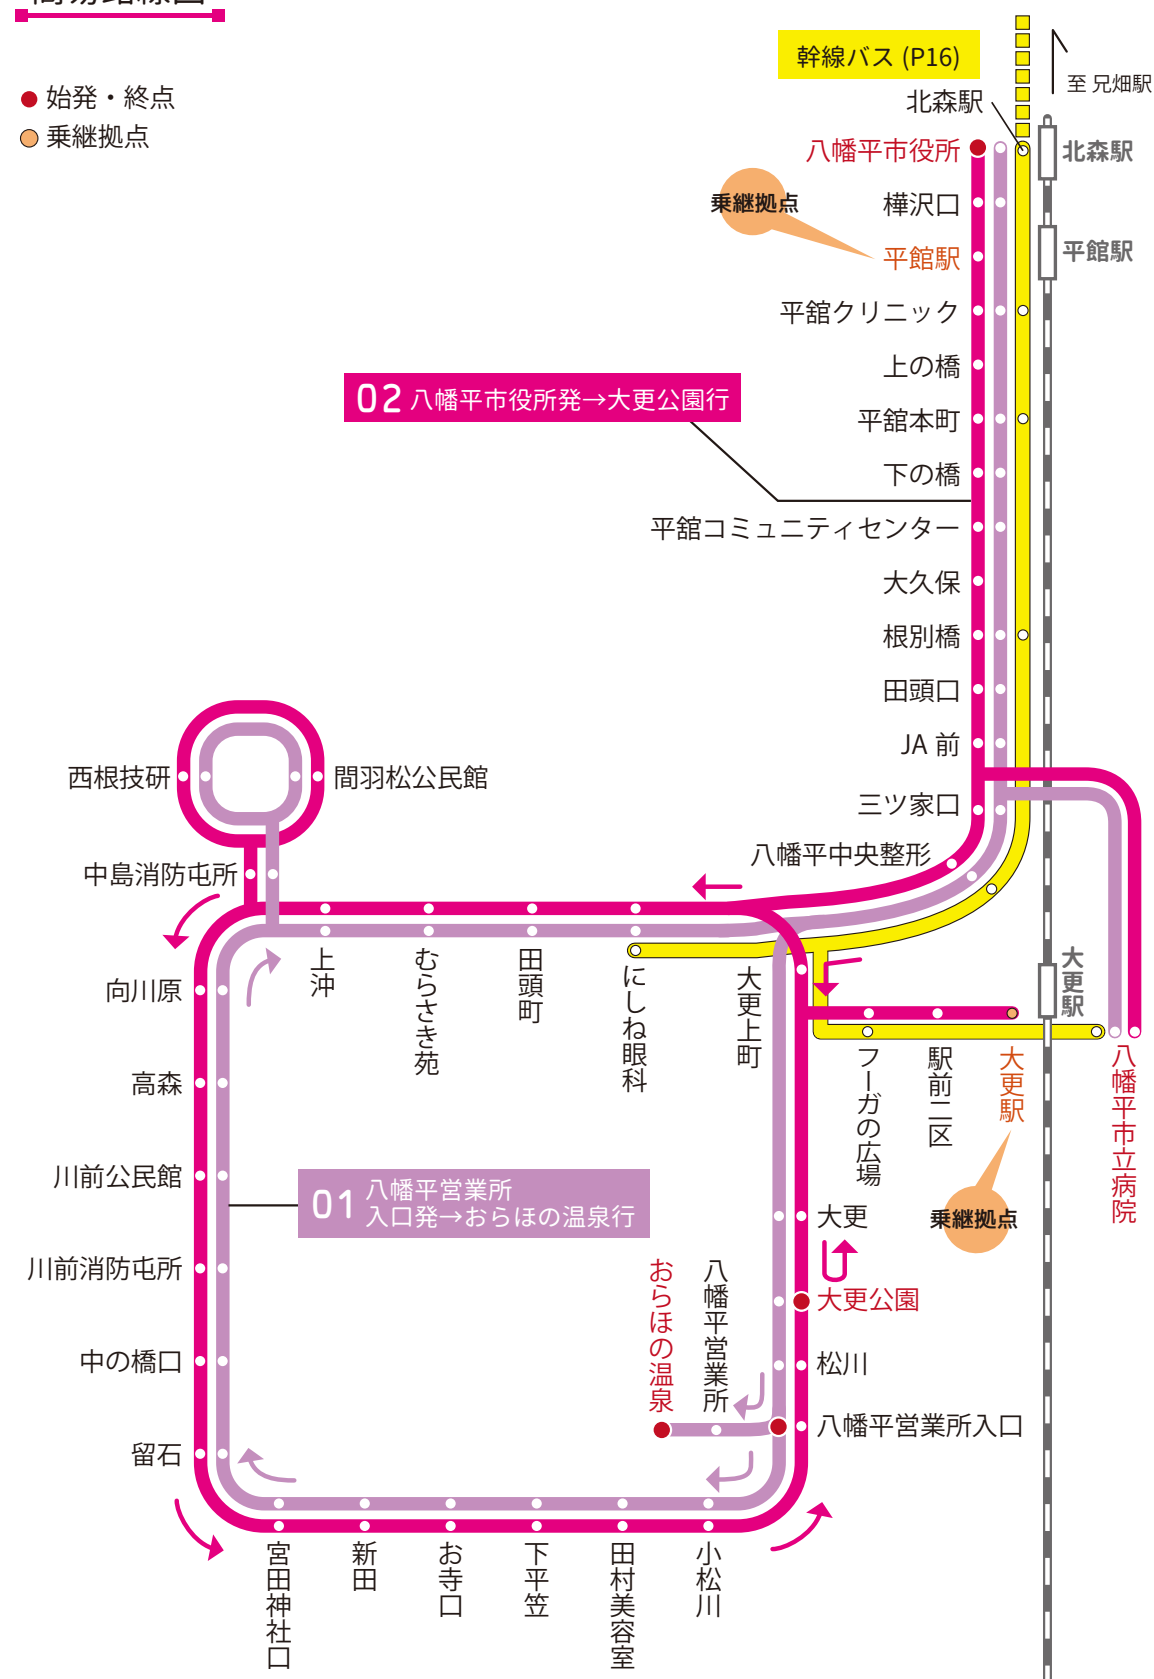 始発・終点
乗継拠点
幹線バス (P16)
至 兄畑駅
北森駅
八幡平市役所
北森駅
樺沢口
乗継拠点
平館駅
平館駅
平舘クリニック
上の橋
02 八幡平市役所発→大更公園行
平舘本町
下の橋
平舘コミュニティセンター
大久保
根別橋
田頭口
JA 前
三ツ家口
八幡平中央整形
西根技研
間羽松公民館
中島消防屯所
上沖
むらさき苑
田頭町
にしね眼科
大更上町
大更駅
向川原
高森
川前公民館
川前消防屯所
中の橋口
留石
フーガの広場
駅前二区
大更駅
八幡平市立病院
乗継拠点
01 八幡平営業所
入口発→おらほの温泉行
大更
大更公園
松川
八幡平営業所入口
おらほの温泉
八幡平営業所
宮田神社口
新田
お寺口
下平笠
田村美容室
小松川